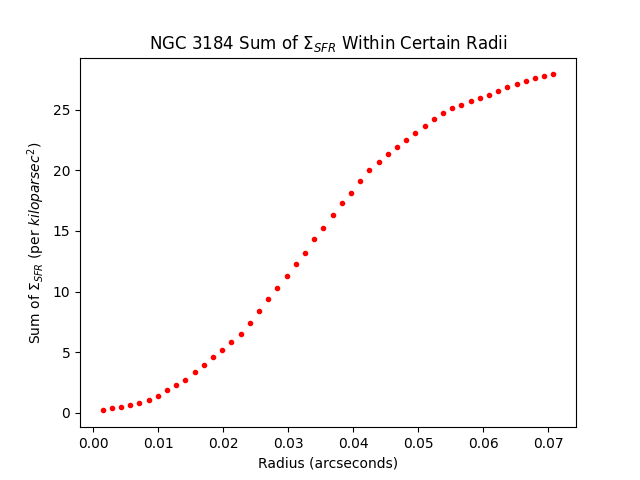 NGC 3184 Sum of Σ_SFR Within Certain Radii
Sum of Σ_SFR (per kiloparsec²)
25
20
15
10
5
0
0.00 0.01 0.02 0.03 0.04 0.05 0.06 0.07
Radius (arcseconds)